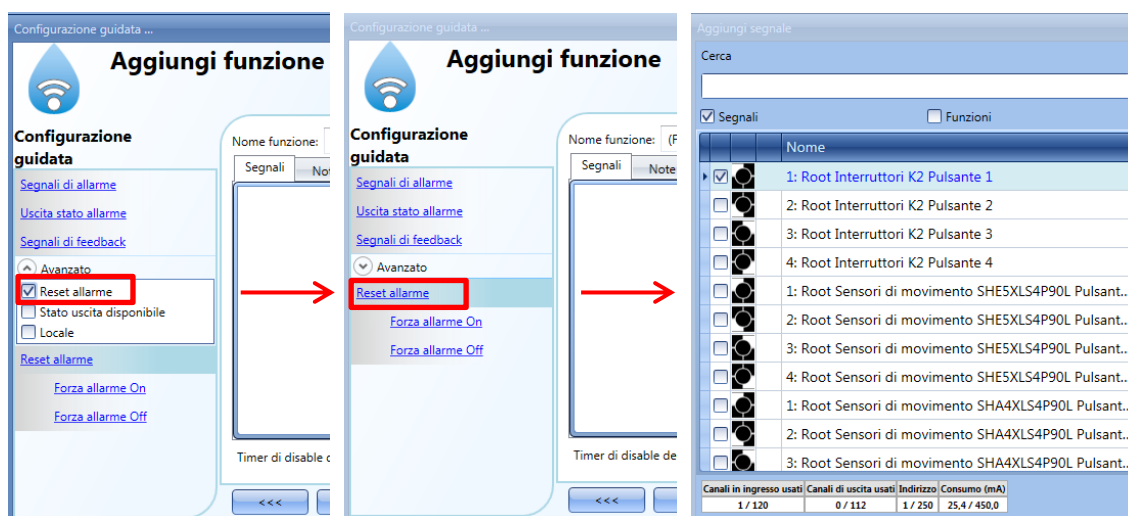 Configurazione guidata ...
Aggiungi funzione
Configurazione
guidata
Segnali di allarme
Uscita stato allarme
Segnali di feedback
Avanzato
Reset allarme
Stato uscita disponibile
Locale
Reset allarme
Forza allarme On
Forza allarme Off
Nome funzione:
Segnali
Not
Timer di disable d
<<<
Configurazione guidata ...
Aggiungi funzione
Configurazione
guidata
Segnali di allarme
Uscita stato allarme
Segnali di feedback
Avanzato
Reset allarme
Forza allarme On
Forza allarme Off
Nome funzione: (F
Segnali Note
Timer di disable de
<<<
Aggiungi segnale
Cerca
Segnali Funzioni
Nome
1: Root Interruttori K2 Pulsante 1
2: Root Interruttori K2 Pulsante 2
3: Root Interruttori K2 Pulsante 3
4: Root Interruttori K2 Pulsante 4
1: Root Sensori di movimento SHE5XLS4P90L Pulsant...
2: Root Sensori di movimento SHE5XLS4P90L Pulsant...
3: Root Sensori di movimento SHE5XLS4P90L Pulsant...
4: Root Sensori di movimento SHE5XLS4P90L Pulsant...
1: Root Sensori di movimento SHA4XLS4P90L Pulsant...
2: Root Sensori di movimento SHA4XLS4P90L Pulsant...
3: Root Sensori di movimento SHA4XLS4P90L Pulsant...
Canali in ingresso usati Canali di uscita usati Indirizzo Consumo (mA)
1 / 120 0 / 112 1 / 250 25,4 / 450,0